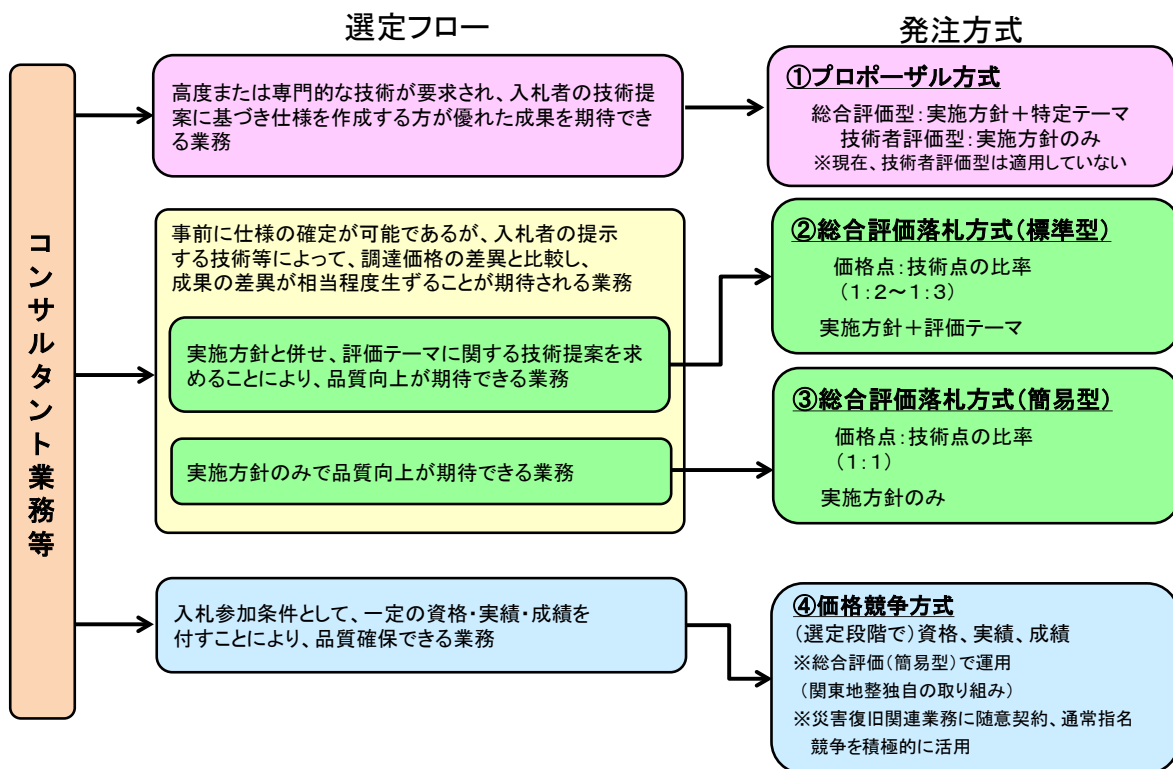 選定フロー
発注方式
コンサルタント業務等
高度または専門的な技術が要求され、入札者の技術提
案に基づき仕様を作成する方が優れた成果を期待でき
る業務
①プロポーザル方式
総合評価型:実施方針+特定テーマ
技術者評価型:実施方針のみ
※現在、技術者評価型は適用していない
事前に仕様の確定が可能であるが、入札者の提示
する技術等によって、調達価格の差異と比較し、
成果の差異が相当程度生ずることが期待される業務
実施方針と併せ、評価テーマに関する技術提案を求
めることにより、品質向上が期待できる業務
実施方針のみで品質向上が期待できる業務
②総合評価落札方式(標準型)
価格点:技術点の比率
(1:2~1:3)
実施方針+評価テーマ
③総合評価落札方式(簡易型)
価格点:技術点の比率
(1:1)
実施方針のみ
入札参加条件として、一定の資格・実績・成績を
付すことにより、品質確保できる業務
④価格競争方式
(選定段階で)資格、実績、成績
※総合評価(簡易型)で運用
(関東地整独自の取り組み)
※災害復旧関連業務に随意契約、通常指名
競争を積極的に活用